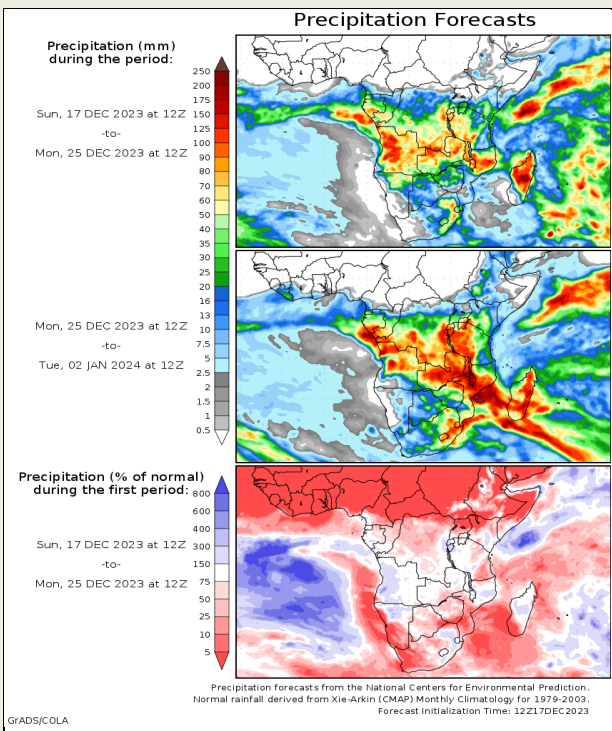 Precipitation Forecasts
Precipitation (mm)
during the period:
250
200
175
150
125
100
90
80
70
60
50
40
35
30
25
20
16
13
10
7.5
5
2.5
2
1.5
1
0.5
Sun, 17 DEC 2023 at 12Z
-to-
Mon, 25 DEC 2023 at 12Z
Mon, 25 DEC 2023 at 12Z
-to-
Tue, 02 JAN 2024 at 12Z
Precipitation (% of normal)
during the first period:
800
600
400
300
150
75
50
25
10
5
Sun, 17 DEC 2023 at 12Z
-to-
Mon, 25 DEC 2023 at 12Z
Precipitation forecasts from the National Centers for Environmental Prediction.
Normal rainfall derived from Xie-Arkin (CMAP) Monthly Climatology for 1979-2003.
Forecast Initialization Time: 12Z17DEC2023
GrADS/COLA